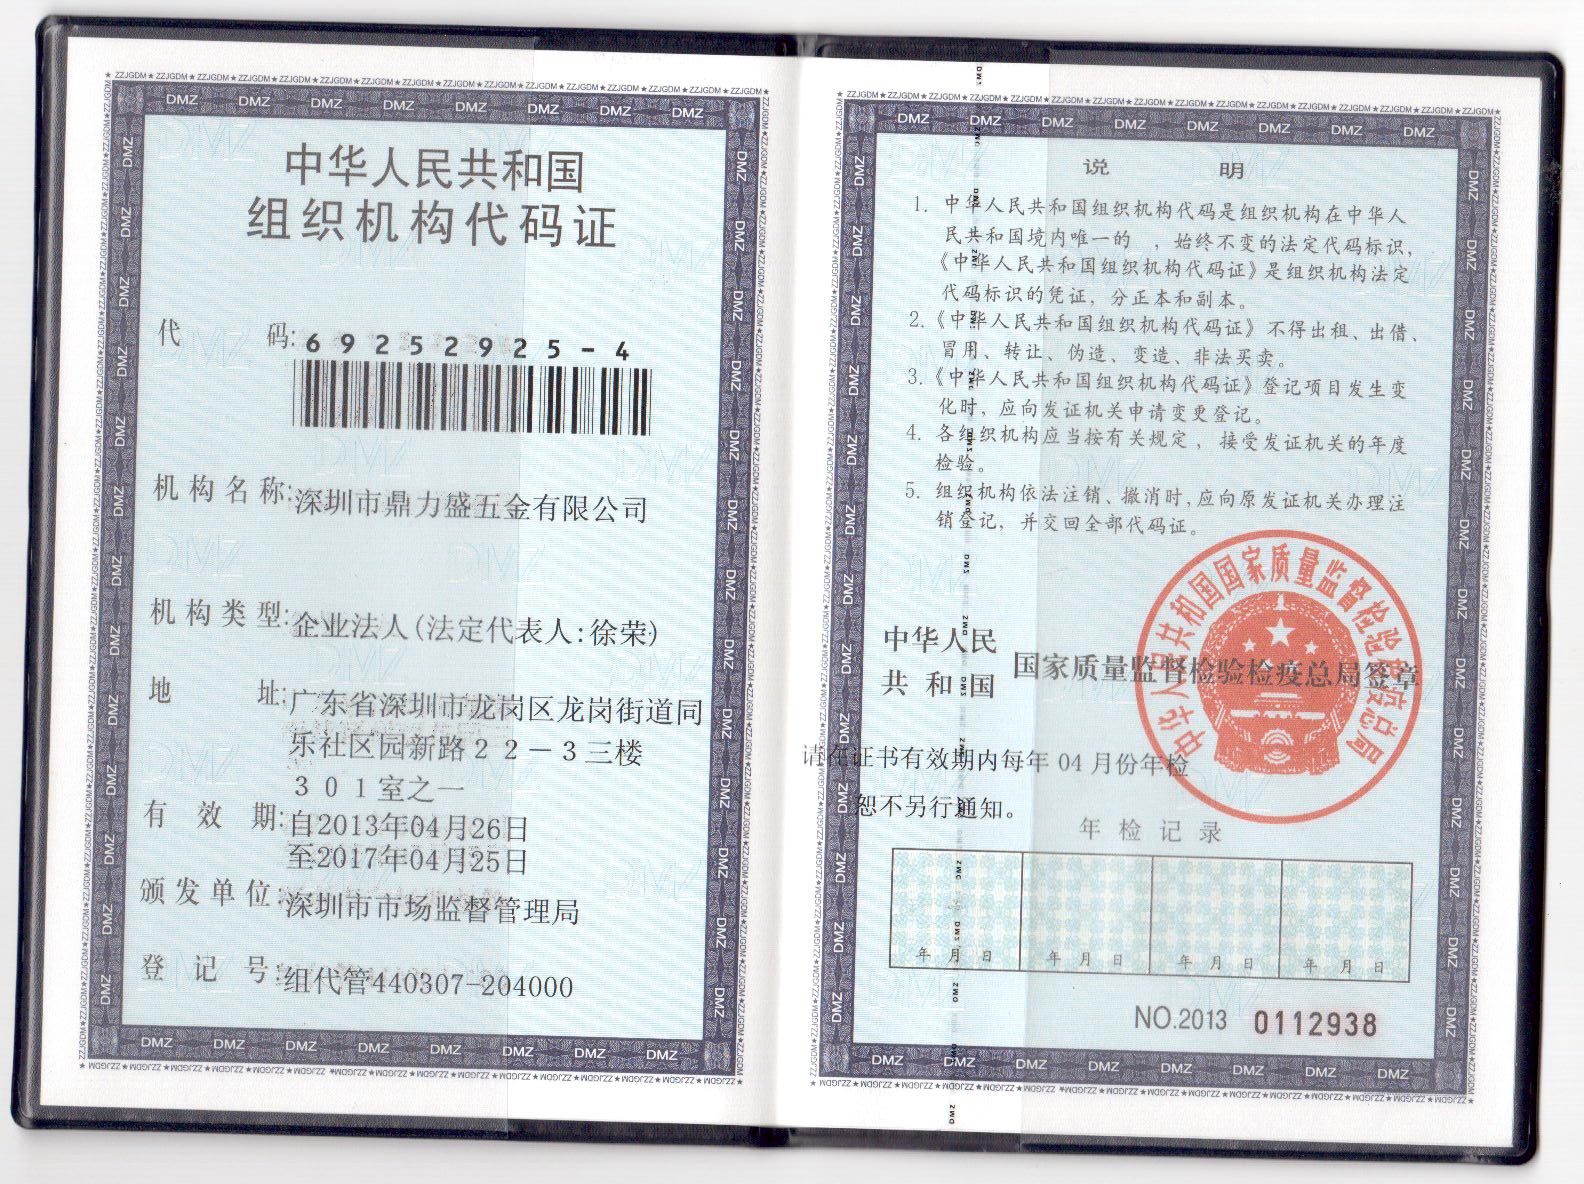 中华人民共和国
组织机构代码证
代 码: 69252925-4
机构名称: 深圳市鼎力盛五金有限公司
机构类型: 企业法人(法定代表人:徐荣)
地 址: 广东省深圳市龙岗区龙岗街道同
乐社区园新路22－3三楼
301室之一
有 效 期: 自2013年04月26日
至2017年04月25日
颁发单位: 深圳市市场监督管理局
登 记 号: 组代管440307-204000
说 明
1. 中华人民共和国组织机构代码是组织机构在中华人
民共和国境内唯一的 ，始终不变的法定代码标识，
《中华人民共和国组织机构代码证》是组织机构法定
代码标识的凭证，分正本和副本。
2.《中华人民共和国组织机构代码证》不得出租、出借、
冒用、转让、伪造、变造、非法买卖。
3.《中华人民共和国组织机构代码证》登记项目发生变
化时，应向发证机关申请变更登记。
4. 各组织机构应当按有关规定，接受发证机关的年度
检验。
5. 组织机构依法注销、撤消时,应向原发证机关办理注
销登记，并交回全部代码证。
中华人民
共和国 国家质量监督检验检疫总局签章
中华人民共和国国家质量监督检验检疫总局
请在证书有效期内每年 04 月份年检
恕不另行通知。
年 检 记 录
年 月 日 年 月 日 年 月 日 年 月 日
NO.2013 0112938